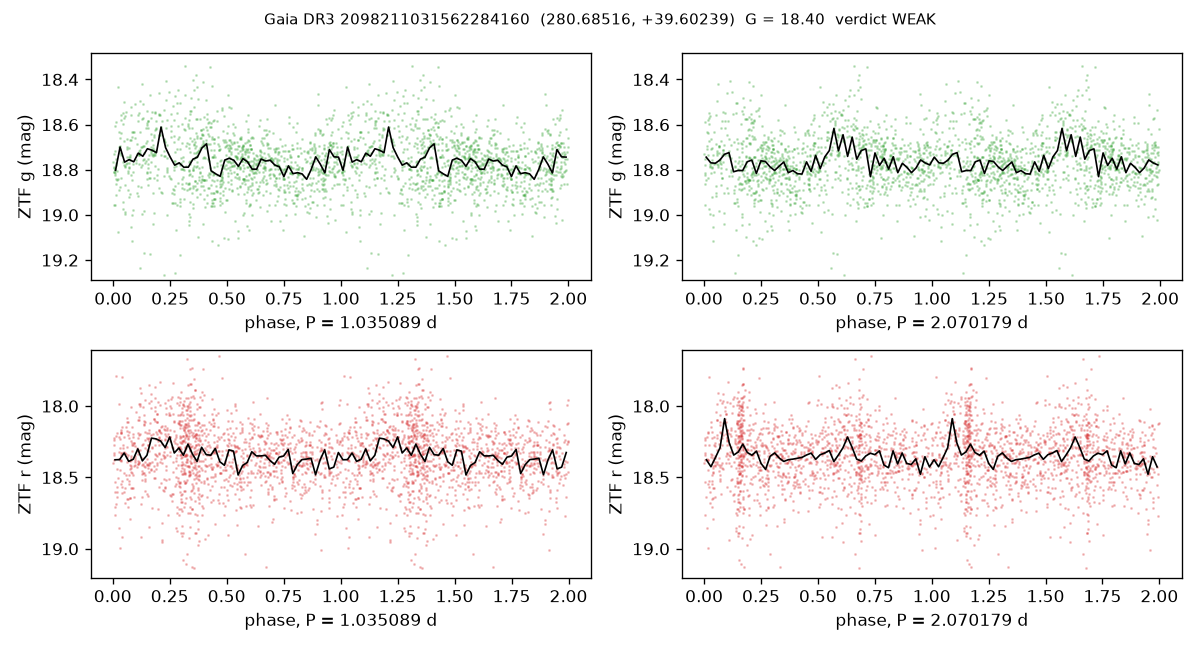 Gaia DR3 2098211031562284160 (280.68516, +39.60239) G = 18.40 verdict WEAK
ZTF g (mag)
18.4
18.6
18.8
19.0
19.2
0.00 0.25 0.50 0.75 1.00 1.25 1.50 1.75 2.00
phase, P = 1.035089 d
ZTF g (mag)
18.4
18.6
18.8
19.0
19.2
0.00 0.25 0.50 0.75 1.00 1.25 1.50 1.75 2.00
phase, P = 2.070179 d
ZTF r (mag)
18.0
18.5
19.0
0.00 0.25 0.50 0.75 1.00 1.25 1.50 1.75 2.00
phase, P = 1.035089 d
ZTF r (mag)
18.0
18.5
19.0
0.00 0.25 0.50 0.75 1.00 1.25 1.50 1.75 2.00
phase, P = 2.070179 d